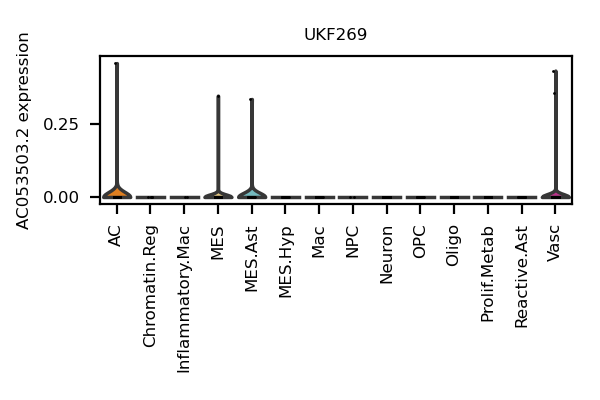 UKF269
AC053503.2 expression
0.25
0.00
AC
Chromatin.Reg
Inflammatory.Mac
MES
MES.Ast
MES.Hyp
Mac
NPC
Neuron
OPC
Oligo
Prolif.Metab
Reactive.Ast
Vasc